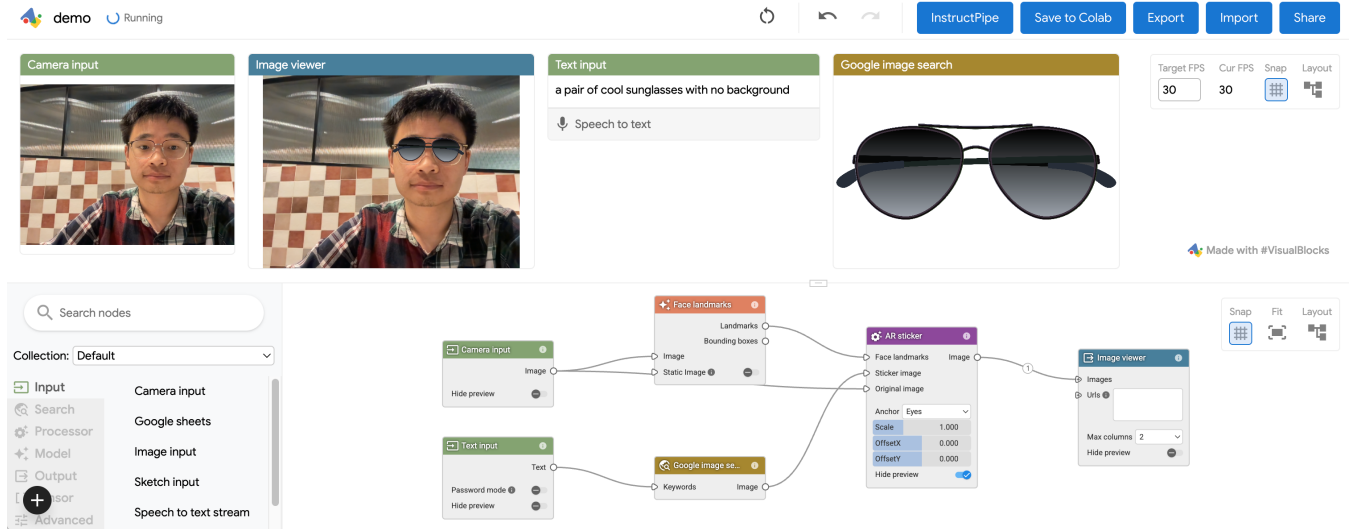 demo Running
InstructPipe Save to Colab Export Import Share
Camera input
Image viewer
Text input
a pair of cool sunglasses with no background
Speech to text
Google image search
Target FPS Cur FPS Snap Layout
30 30
Made with #VisualBlocks
Search nodes
Collection: Default
Input
Search
Processor
Model
Output
Advanced
Camera input
Google sheets
Image input
Sketch input
Speech to text stream
Camera input
Image
Hide preview
Text input
Text
Password mode
Hide preview
Face landmarks
Landmarks
Bounding boxes
Image
Static Image
Google image se...
Keywords Image
AR sticker
Face landmarks Image
Sticker image
Original image
Anchor Eyes
Scale 1.000
OffsetX 0.000
OffsetY 0.000
Hide preview
1
Image viewer
Images
Urls
Max columns 2
Hide preview
Snap Fit Layout